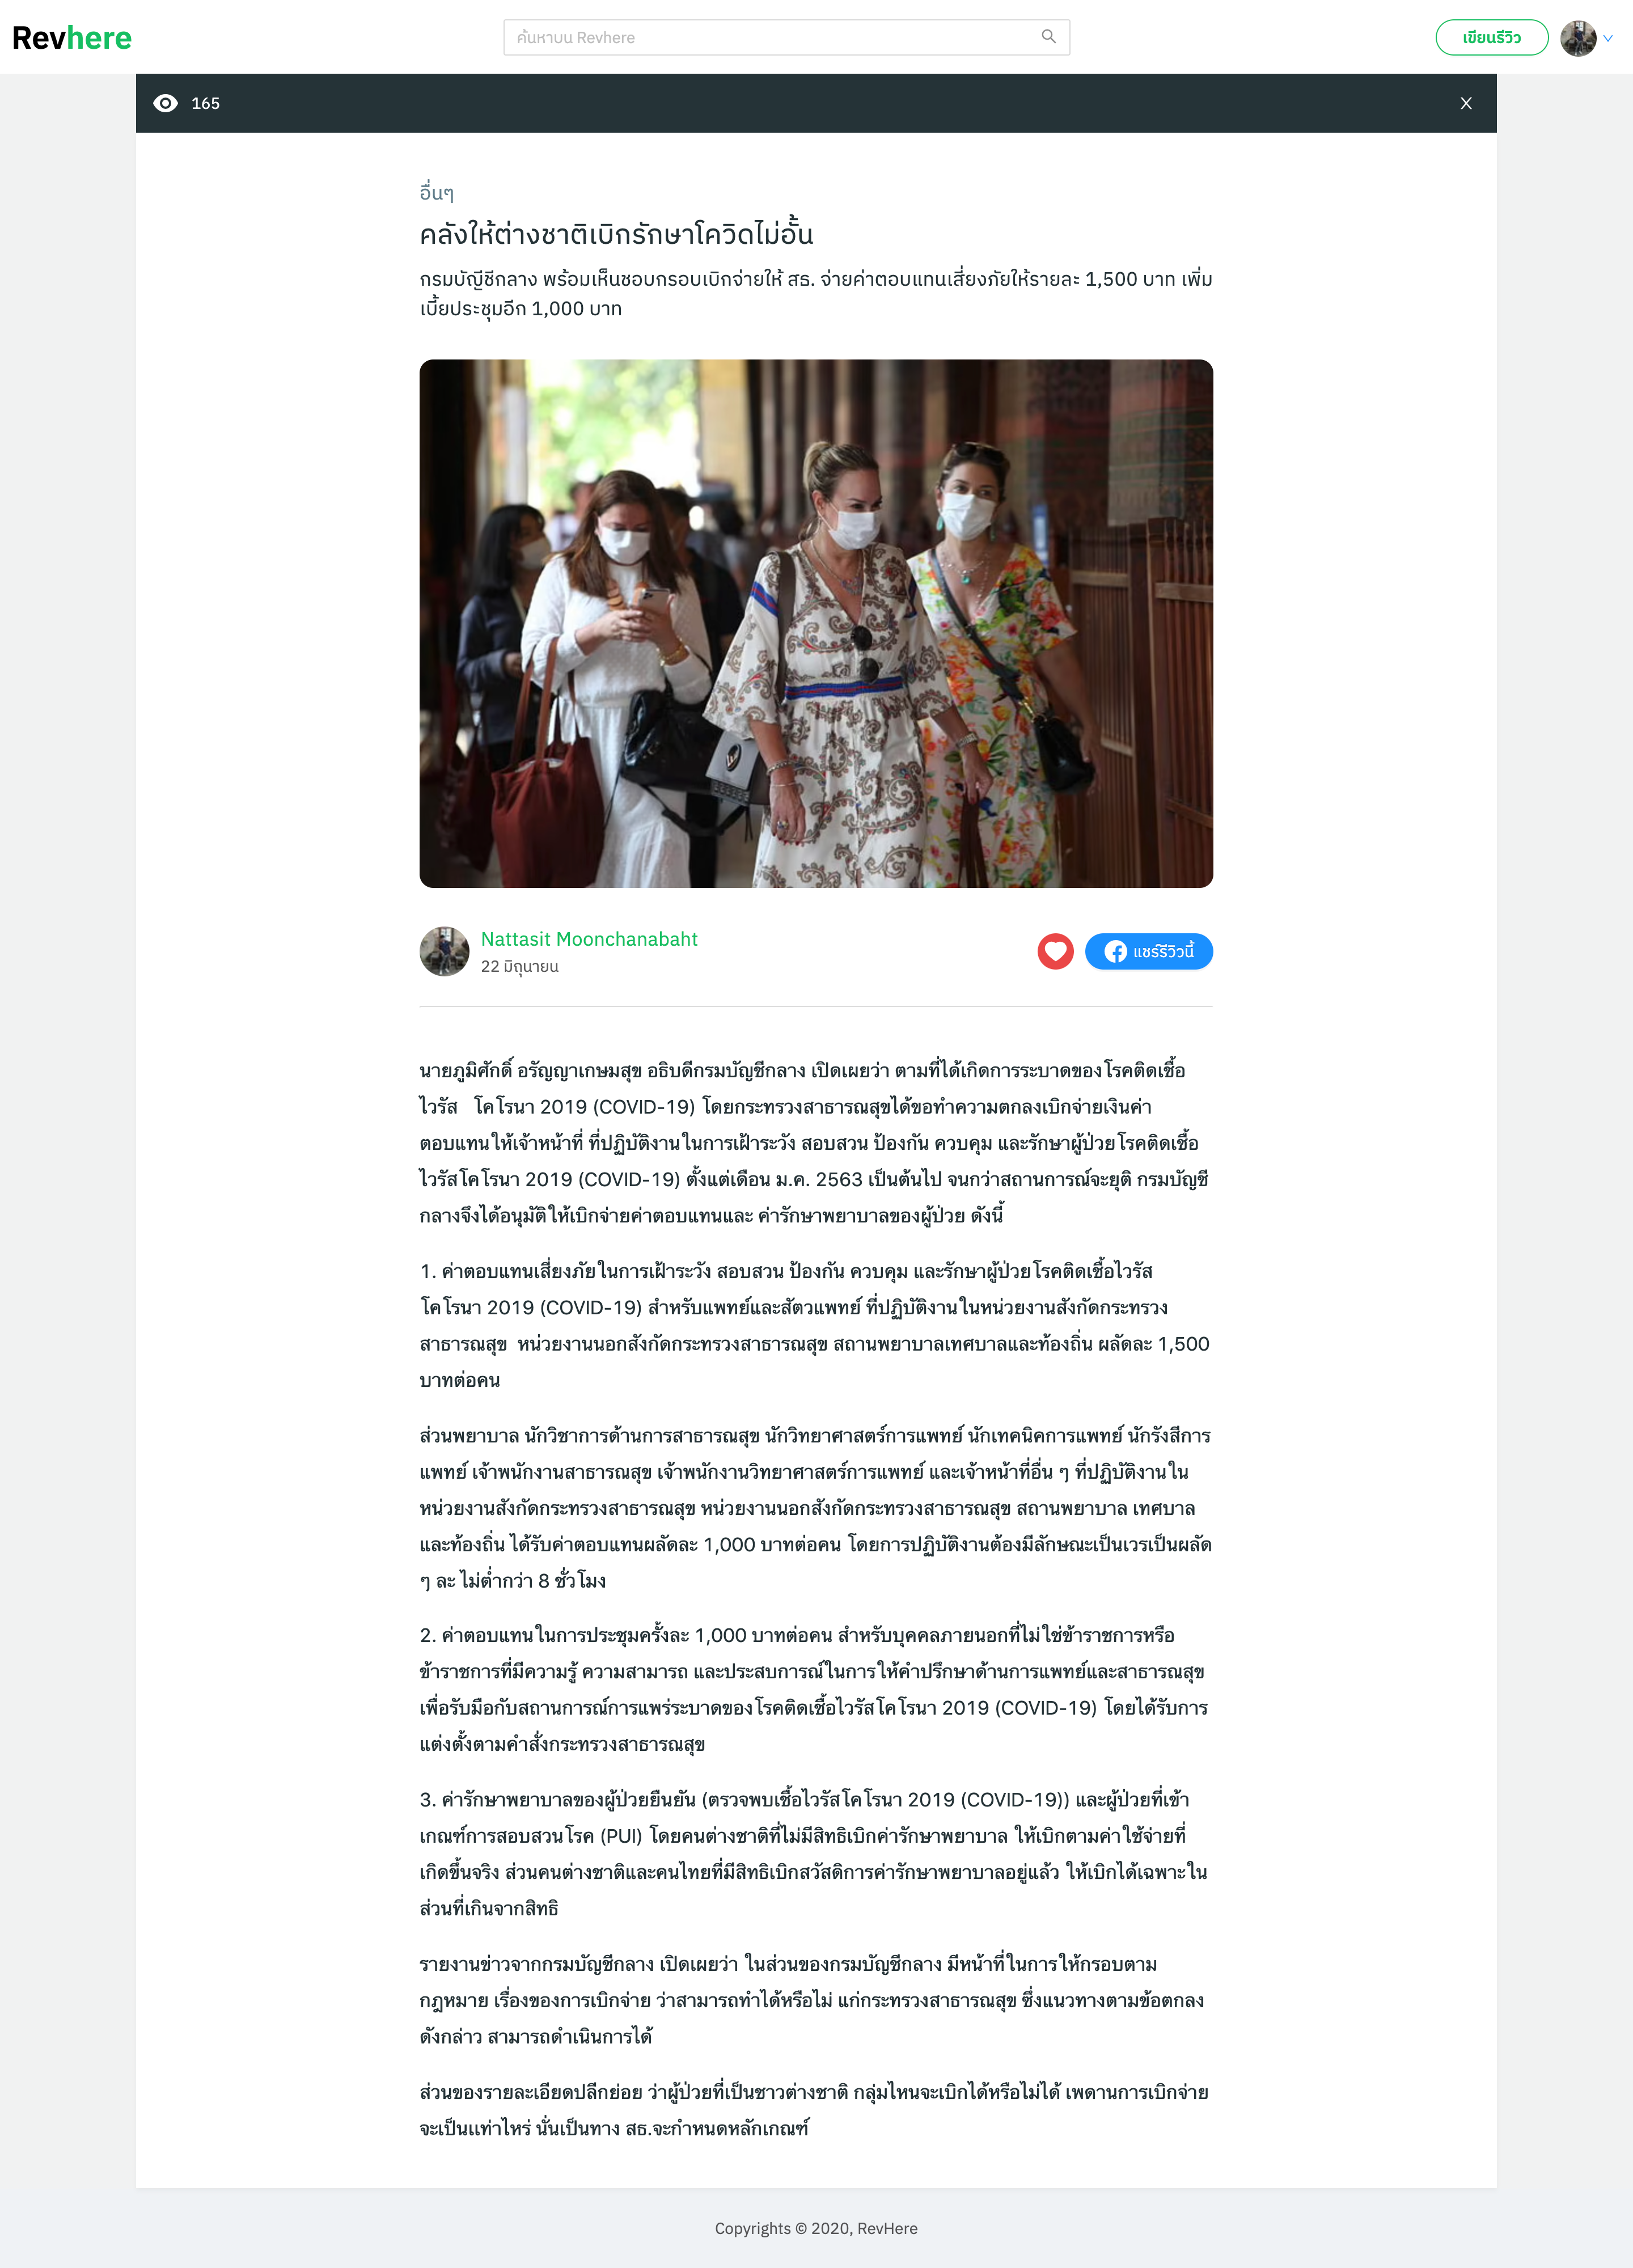 Revhere
ค้นหาบน Revhere
เขียนรีวิว
165
X
อื่นๆ
คลังให้ต่างชาติเบิกรักษาโควิดไม่อั้น
กรมบัญีชีกลาง พร้อมเห็นชอบกรอบเบิกจ่ายให้ สธ. จ่ายค่าตอบแทนเสี่ยงภัยให้รายละ 1,500 บาท เพิ่ม
เบี้ยประชุมอีก 1,000 บาท
Nattasit Moonchanabaht
22 มิถุนายน
แชร์รีวิวนี้
นายภูมิศักดิ์ อรัญญาเกษมสุข อธิบดีกรมบัญชีกลาง เปิดเผยว่า ตามที่ได้เกิดการระบาดของโรคติดเชื้อ
ไวรัส โคโรนา 2019 (COVID-19) โดยกระทรวงสาธารณสุขได้ขอทำความตกลงเบิกจ่ายเงินค่า
ตอบแทนให้เจ้าหน้าที่ ที่ปฏิบัติงานในการเฝ้าระวัง สอบสวน ป้องกัน ควบคุม และรักษาผู้ป่วยโรคติดเชื้อ
ไวรัสโคโรนา 2019 (COVID-19) ตั้งแต่เดือน ม.ค. 2563 เป็นต้นไป จนกว่าสถานการณ์จะยุติ กรมบัญชี
กลางจึงได้อนุมัติให้เบิกจ่ายค่าตอบแทนและ ค่ารักษาพยาบาลของผู้ป่วย ดังนี้
1. ค่าตอบแทนเสี่ยงภัยในการเฝ้าระวัง สอบสวน ป้องกัน ควบคุม และรักษาผู้ป่วยโรคติดเชื้อไวรัส
โคโรนา 2019 (COVID-19) สำหรับแพทย์และสัตวแพทย์ ที่ปฏิบัติงานในหน่วยงานสังกัดกระทรวง
สาธารณสุข หน่วยงานนอกสังกัดกระทรวงสาธารณสุข สถานพยาบาลเทศบาลและท้องถิ่น ผลัดละ 1,500
บาทต่อคน
ส่วนพยาบาล นักวิชาการด้านการสาธารณสุข นักวิทยาศาสตร์การแพทย์ นักเทคนิคการแพทย์ นักรังสีการ
แพทย์ เจ้าพนักงานสาธารณสุข เจ้าพนักงานวิทยาศาสตร์การแพทย์ และเจ้าหน้าที่อื่น ๆ ที่ปฏิบัติงานใน
หน่วยงานสังกัดกระทรวงสาธารณสุข หน่วยงานนอกสังกัดกระทรวงสาธารณสุข สถานพยาบาล เทศบาล
และท้องถิ่น ได้รับค่าตอบแทนผลัดละ 1,000 บาทต่อคน โดยการปฏิบัติงานต้องมีลักษณะเป็นเวรเป็นผลัด
ๆ ละ ไม่ต่ำกว่า 8 ชั่วโมง
2. ค่าตอบแทนในการประชุมครั้งละ 1,000 บาทต่อคน สำหรับบุคคลภายนอกที่ไม่ใช่ข้าราชการหรือ
ข้าราชการที่มีความรู้ ความสามารถ และประสบการณ์ในการให้คำปรึกษาด้านการแพทย์และสาธารณสุข
เพื่อรับมือกับสถานการณ์การแพร่ระบาดของโรคติดเชื้อไวรัสโคโรนา 2019 (COVID-19) โดยได้รับการ
แต่งตั้งตามคำสั่งกระทรวงสาธารณสุข
3. ค่ารักษาพยาบาลของผู้ป่วยยืนยัน (ตรวจพบเชื้อไวรัสโคโรนา 2019 (COVID-19)) และผู้ป่วยที่เข้า
เกณฑ์การสอบสวนโรค (PUI) โดยคนต่างชาติที่ไม่มีสิทธิเบิกค่ารักษาพยาบาล ให้เบิกตามค่าใช้จ่ายที่
เกิดขึ้นจริง ส่วนคนต่างชาติและคนไทยที่มีสิทธิเบิกสวัสดิการค่ารักษาพยาบาลอยู่แล้ว ให้เบิกได้เฉพาะใน
ส่วนที่เกินจากสิทธิ
รายงานข่าวจากกรมบัญชีกลาง เปิดเผยว่า ในส่วนของกรมบัญชีกลาง มีหน้าที่ในการให้กรอบตาม
กฎหมาย เรื่องของการเบิกจ่าย ว่าสามารถทำได้หรือไม่ แก่กระทรวงสาธารณสุข ซึ่งแนวทางตามข้อตกลง
ดังกล่าว สามารถดำเนินการได้
ส่วนของรายละเอียดปลีกย่อย ว่าผู้ป่วยที่เป็นชาวต่างชาติ กลุ่มไหนจะเบิกได้หรือไม่ได้ เพดานการเบิกจ่าย
จะเป็นแท่าไหร่ นั่นเป็นทาง สธ.จะกำหนดหลักเกณฑ์
Copyrights © 2020, RevHere